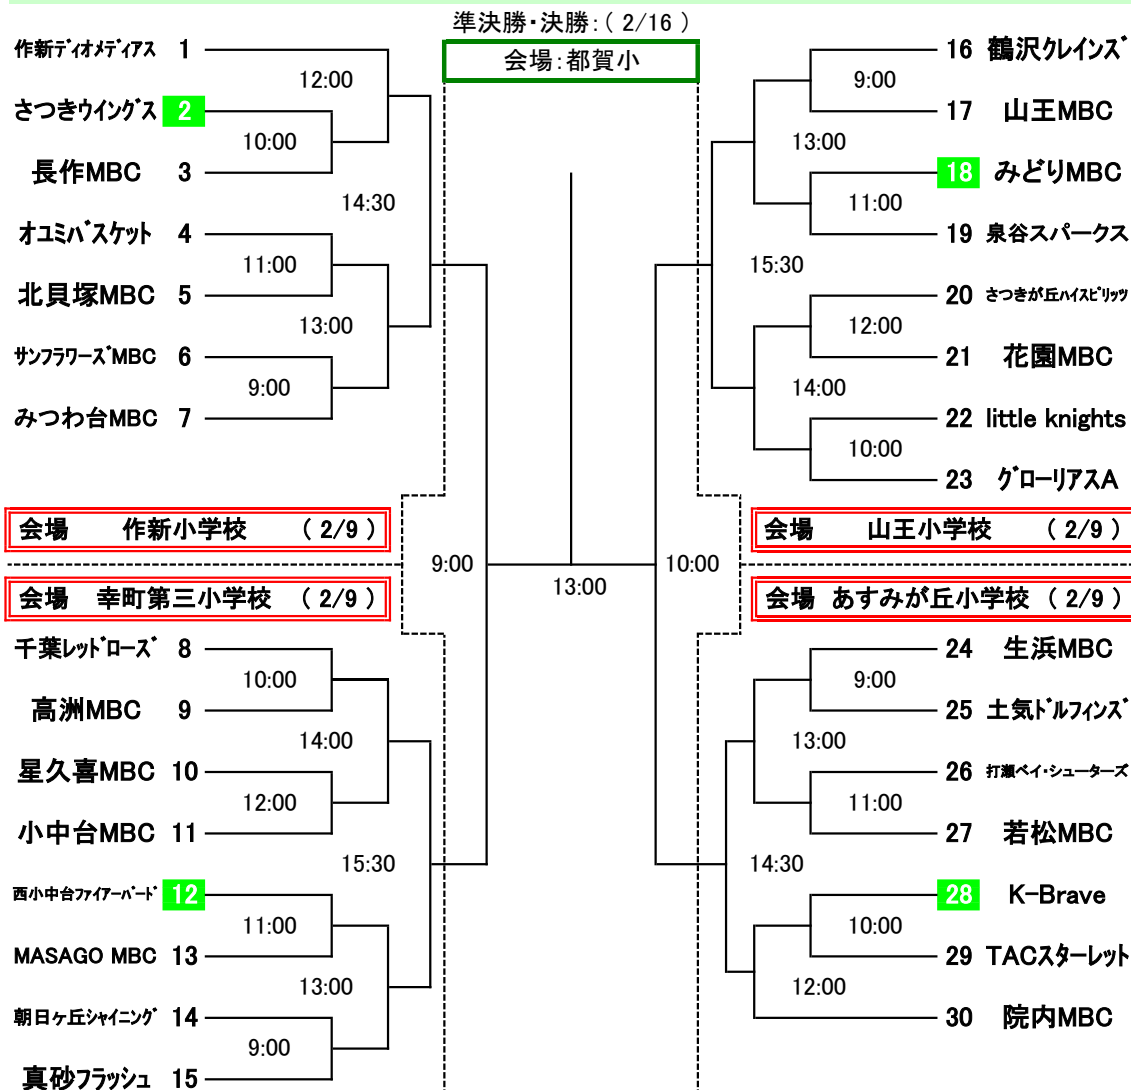 準決勝・決勝:( 2/16 )
会場:都賀小
作新ディオメディアス 1
12:00
さつきウイングス 2
10:00
長作MBC 3
14:30
オユミバスケット 4
11:00
北貝塚MBC 5
13:00
サンフラワーズMBC 6
9:00
みつわ台MBC 7
会場 作新小学校 ( 2/9 )
9:00
会場 幸町第三小学校 ( 2/9 )
千葉レッドローズ 8
10:00
高洲MBC 9
14:00
星久喜MBC 10
12:00
小中台MBC 11
15:30
西小中台ファイアーバード 12
11:00
MASAGO MBC 13
13:00
朝日ヶ丘シャイニング 14
9:00
真砂フラッシュ 15
13:00
16 鶴沢クレインズ
9:00
17 山王MBC
13:00
18 みどりMBC
11:00
19 泉谷スパークス
15:30
20 さつきが丘ハイスピリッツ
12:00
21 花園MBC
14:00
22 little knights
10:00
23 グローリアスA
会場 山王小学校 ( 2/9 )
10:00
会場 あすみが丘小学校 ( 2/9 )
24 生浜MBC
9:00
25 土気ドルフィンズ
13:00
26 打瀬ベイ・シューターズ
11:00
27 若松MBC
14:30
28 K-Brave
10:00
29 TACスターレット
12:00
30 院内MBC